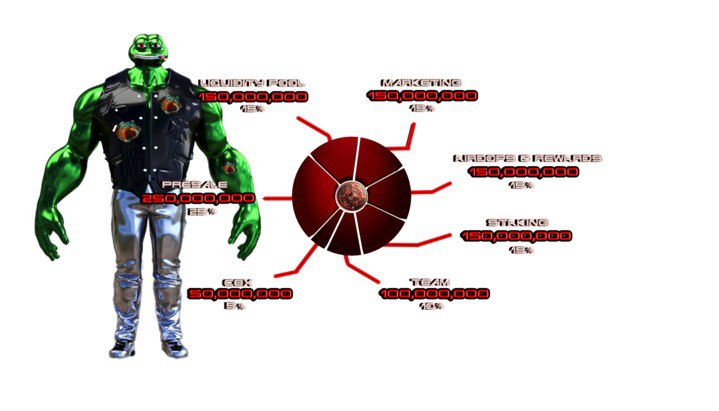 LIQUIDITY POOL
150,000,000
15%
MARKETING
150,000,000
15%
AIRDOPS & REWARDS
150,000,000
15%
PRESALE
250,000,000
25%
STAKING
150,000,000
15%
CEX
50,000,000
5%
TEAM
100,000,000
10%